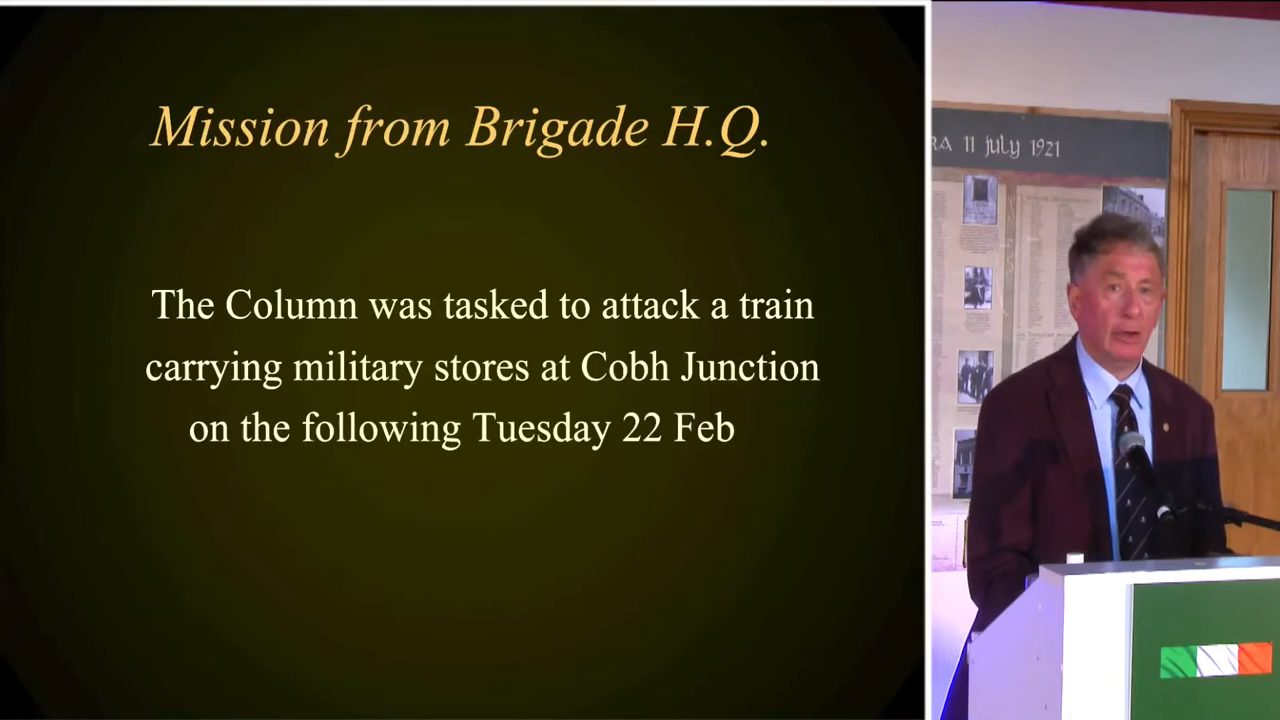 Mission from Brigade H.Q.
The Column was tasked to attack a train
carrying military stores at Cobh Junction
on the following Tuesday 22 Feb
RA 11 July 1921